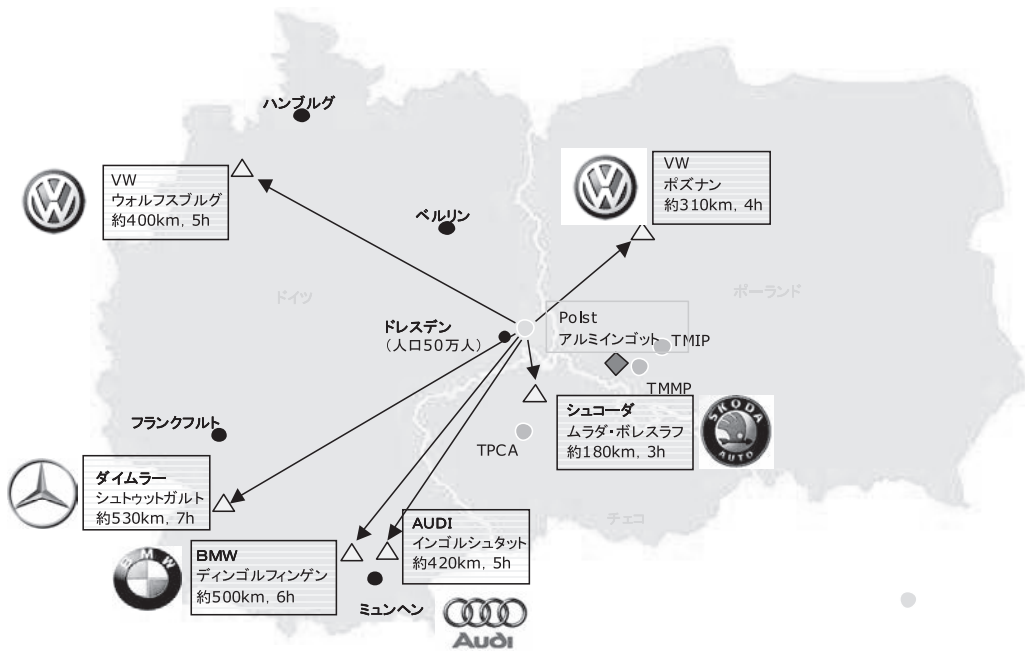 ハンブルグ
VW
ウォルフスブルグ
約400km, 5h
VW
ポズナン
約310km, 4h
ベルリン
ドイツ
ポーランド
Polst
アルミインゴット
ドレスデン
(人口50万人)
TMIP
TMMP
シュコーダ
ムラダ・ボレスラフ
約180km, 3h
SKODA
AUTO
TPCA
フランクフルト
ダイムラー
シュトゥットガルト
約530km, 7h
チェコ
BMW
BMW
ディンゴルフィンゲン
約500km, 6h
AUDI
インゴルシュタット
約420km, 5h
ミュンヘン
Audi